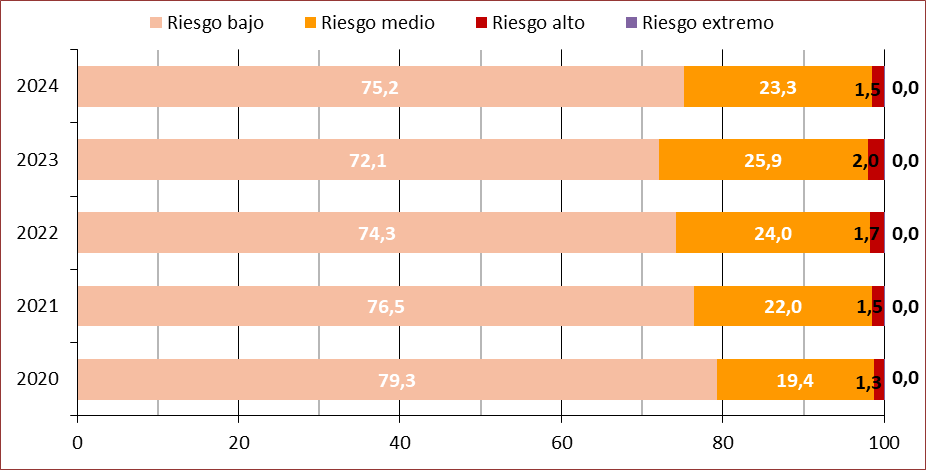 Riesgo bajo Riesgo medio Riesgo alto Riesgo extremo
2024 75,2 23,3 1,5 0,0
2023 72,1 25,9 2,0 0,0
2022 74,3 24,0 1,7 0,0
2021 76,5 22,0 1,5 0,0
2020 79,3 19,4 1,3 0,0
0 20 40 60 80 100